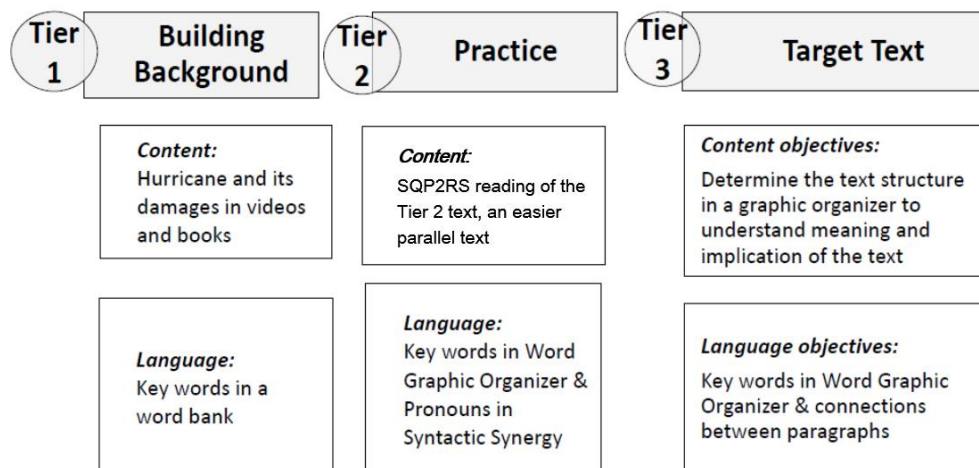 Tier
1
Building
Background
Tier
2
Practice
Tier
3
Target Text
Content:
Hurricane and its
damages in videos
and books
Content:
SQP2RS reading of the
Tier 2 text, an easier
parallel text
Content objectives:
Determine the text structure
in a graphic organizer to
understand meaning and
implication of the text
Language:
Key words in a
word bank
Language:
Key words in Word
Graphic Organizer &
Pronouns in
Syntactic Synergy
Language objectives:
Key words in Word Graphic
Organizer & connections
between paragraphs